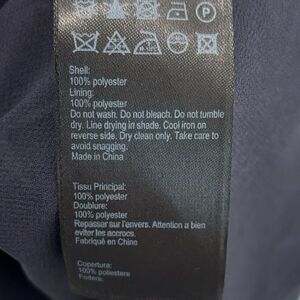 Shell:
100% polyester
Lining:
100% polyester
Do not wash. Do not bleach. Do not tumble
dry. Line drying in shade. Cool iron on
reverse side. Dry clean only. Take care to
avoid snagging.
Made in China
Tissu Principal:
100% polyester
Doublure:
100% polyester
Repasser sur l'envers. Attention a bien
eviter les accrocs.
Fabriqué en Chine
Copertura:
100% poliestere
Fodera: